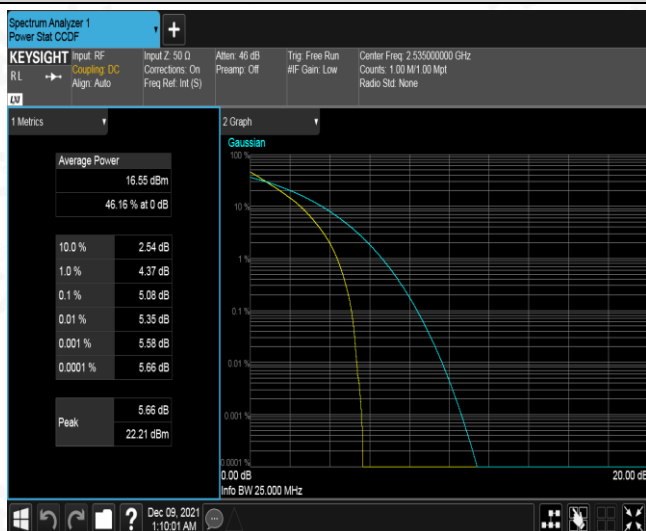 Spectrum Analyzer 1
Power Stat CCDF
+
KEYSIGHT
RL
LXI
Input: RF
Coupling: DC
Align: Auto
Input Z: 50 Ω
Corrections: On
Freq Ref: Int (S)
Atten: 46 dB
Preamp: Off
Trig: Free Run
#IF Gain: Low
Center Freq: 2.535000000 GHz
Counts: 1.00 M/1.00 Mpt
Radio Std: None
1 Metrics
Average Power
16.55 dBm
46.16 % at 0 dB
10.0 % 2.54 dB
1.0 % 4.37 dB
0.1 % 5.08 dB
0.01 % 5.35 dB
0.001 % 5.58 dB
0.0001 % 5.66 dB
Peak
5.66 dB
22.21 dBm
2 Graph
Gaussian
100 %
10 %
1 %
0.1 %
0.01 %
0.001 %
0.0001 %
0.00 dB
20.00 dB
Info BW 25.000 MHz
?
Dec 09, 2021
1:10:01 AM